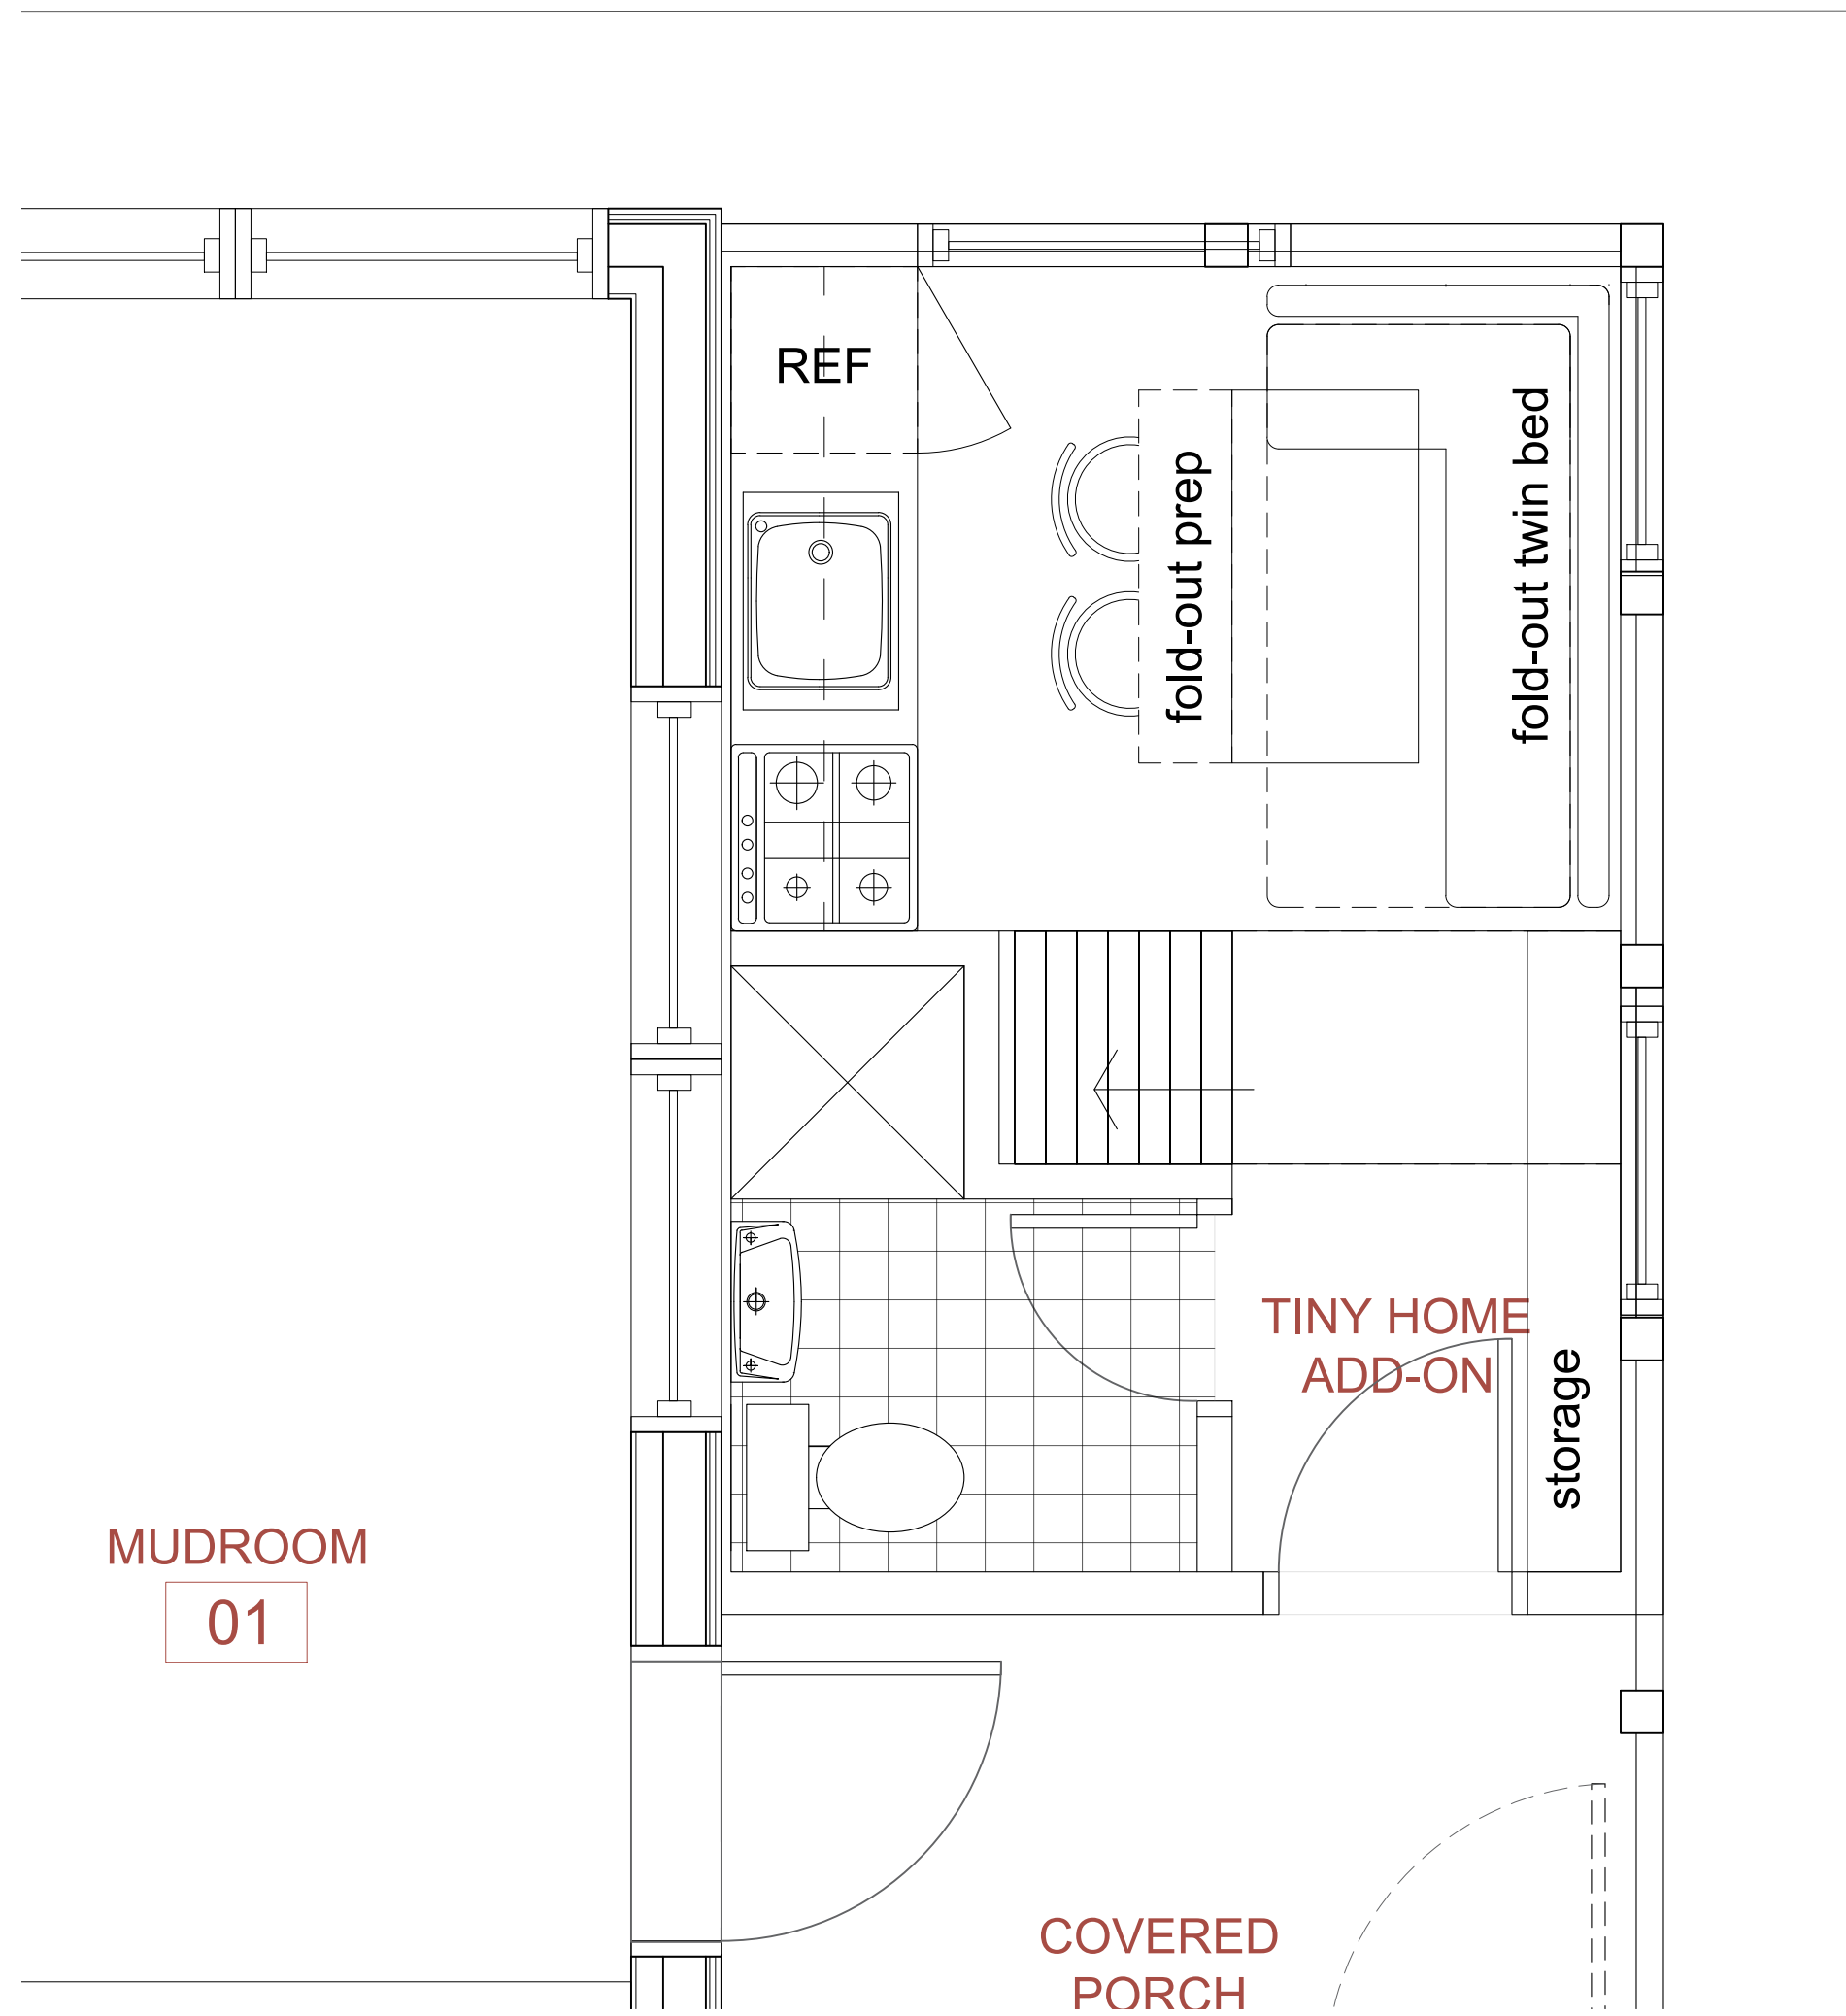 REF
fold-out prep
fold-out twin bed
TINY HOME
ADD-ON
storage
MUDROOM
01
COVERED
PORCH